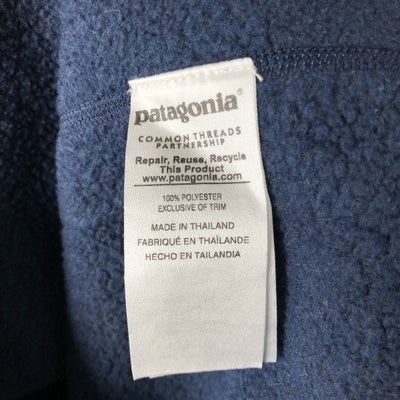 patagonia®
COMMON THREADS
PARTNERSHIP
Repair, Reuse, Recycle
This Product
www.patagonia.com
100% POLYESTER
EXCLUSIVE OF TRIM
MADE IN THAILAND
FABRIQUÉ EN THAÏLANDE
HECHO EN TAILANDIA